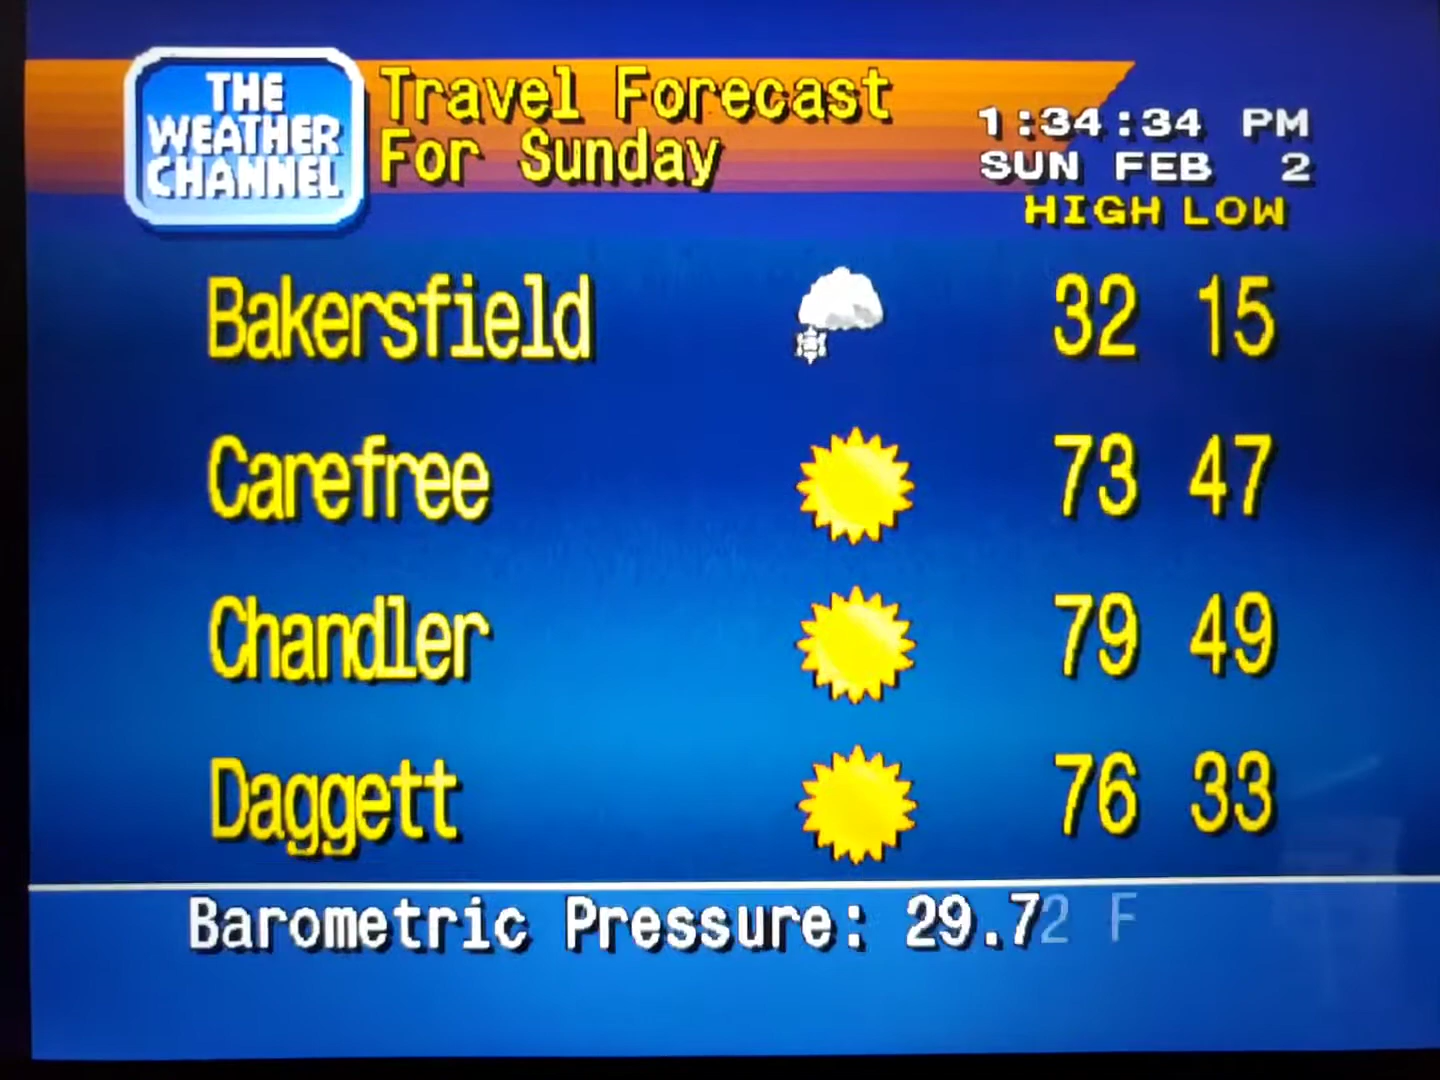 THE
WEATHER
CHANNEL
Travel Forecast
For Sunday
1:34:34 PM
SUN FEB 2
HIGH LOW
Bakersfield 32 15
Carefree 73 47
Chandler 79 49
Daggett 76 33
Barometric Pressure: 29.72 F